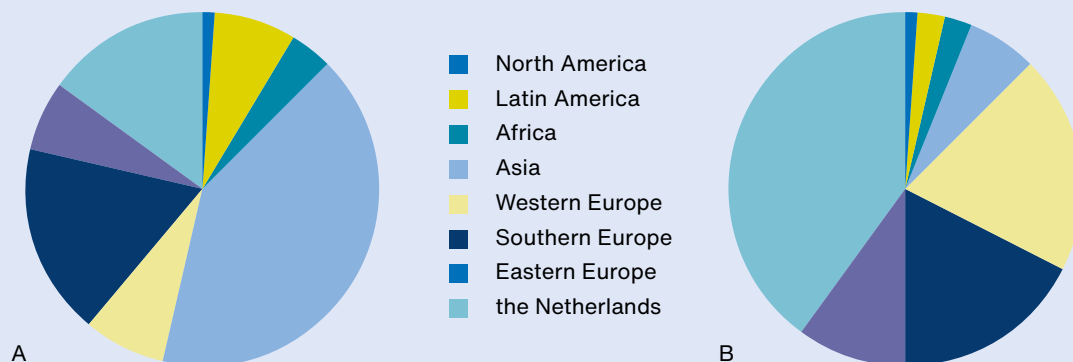 North America
Latin America
Africa
Asia
Western Europe
Southern Europe
Eastern Europe
the Netherlands
A
B